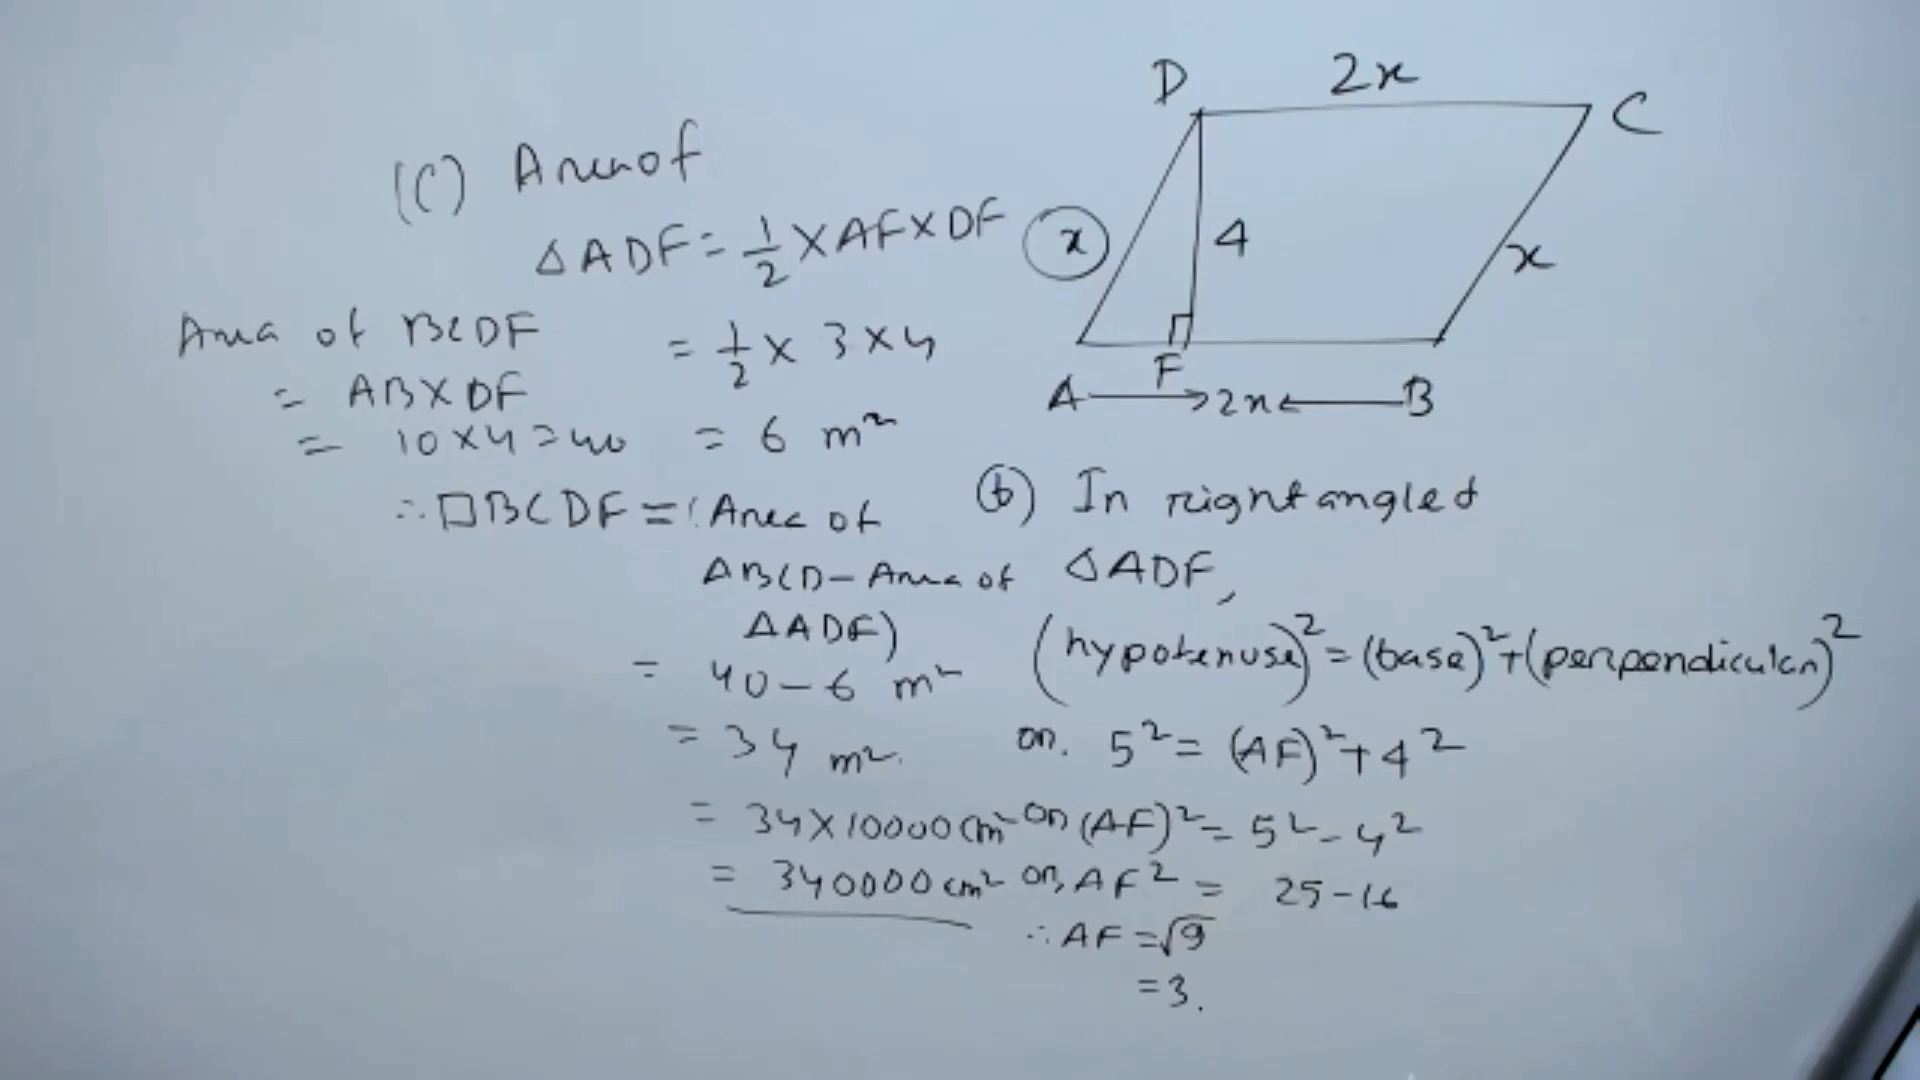 D 2x C
x 4 x
F
A → 2x ← B
(C) Area of
△ADF = 1/2 × AF × DF
= 1/2 × 3 × 4
= 6 m²
Area of BCDF
= AB × DF
= 10 × 4 = 40
∴ □BCDF = (Area of
ABCD - Area of
△ADF)
= 40 - 6 m²
= 34 m².
= 34 × 10000 cm²
= 340000 cm²
(b) In right angled
△ADF,
(hypotenuse)² = (base)² + (perpendicular)²
or. 5² = (AF)² + 4²
or (AF)² = 5² - 4²
or, AF² = 25 - 16
∴ AF = √9
= 3.